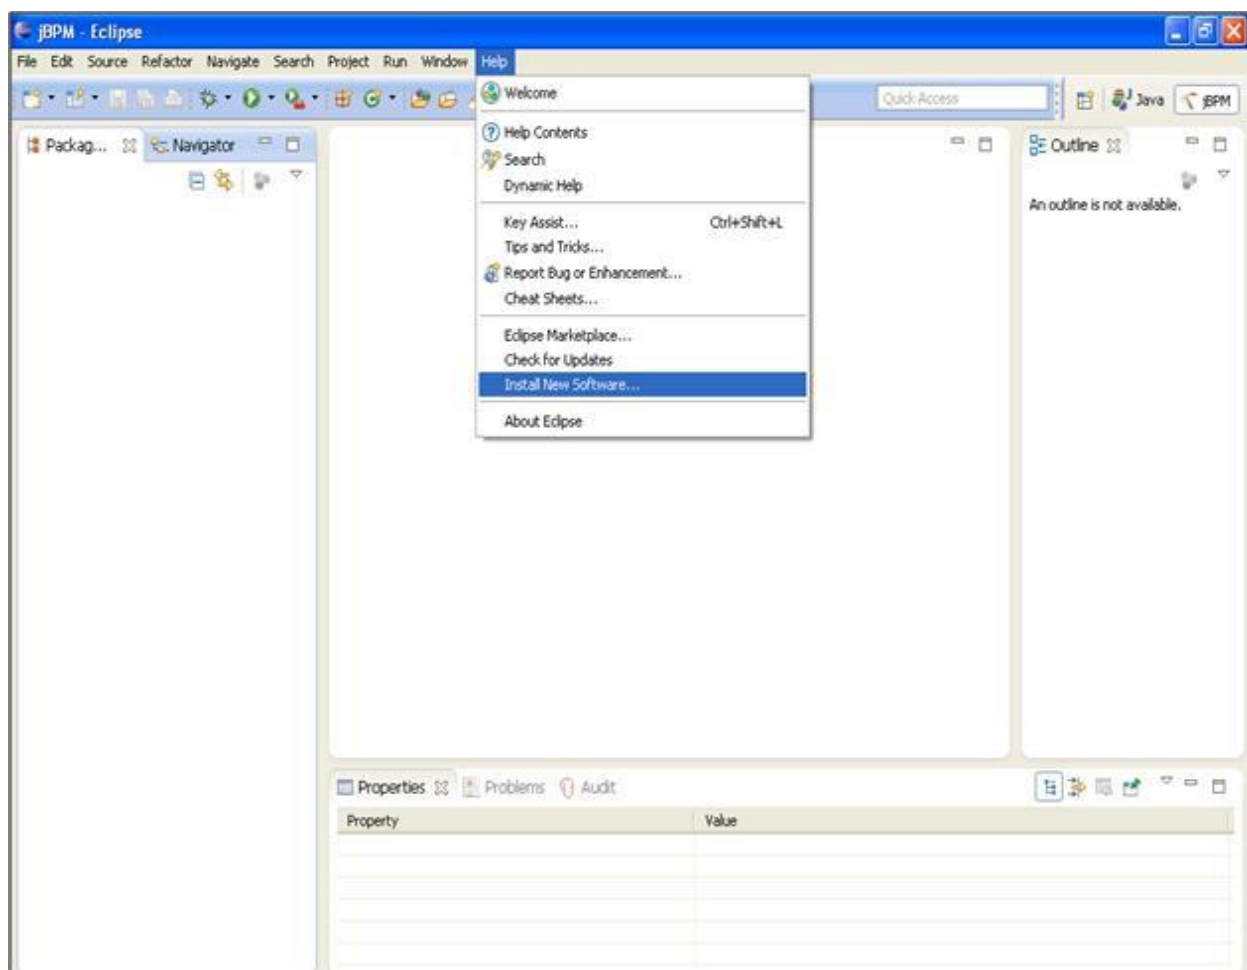 jBPM - Eclipse
File Edit Source Refactor Navigate Search Project Run Window Help
Quick Access
Java
jBPM
Packag...
Navigator
Welcome
Help Contents
Search
Dynamic Help
Key Assist... Ctrl+Shift+L
Tips and Tricks...
Report Bug or Enhancement...
Cheat Sheets...
Eclipse Marketplace...
Check for Updates
Install New Software...
About Eclipse
Outline
An outline is not available.
Properties Problems Audit
Property Value